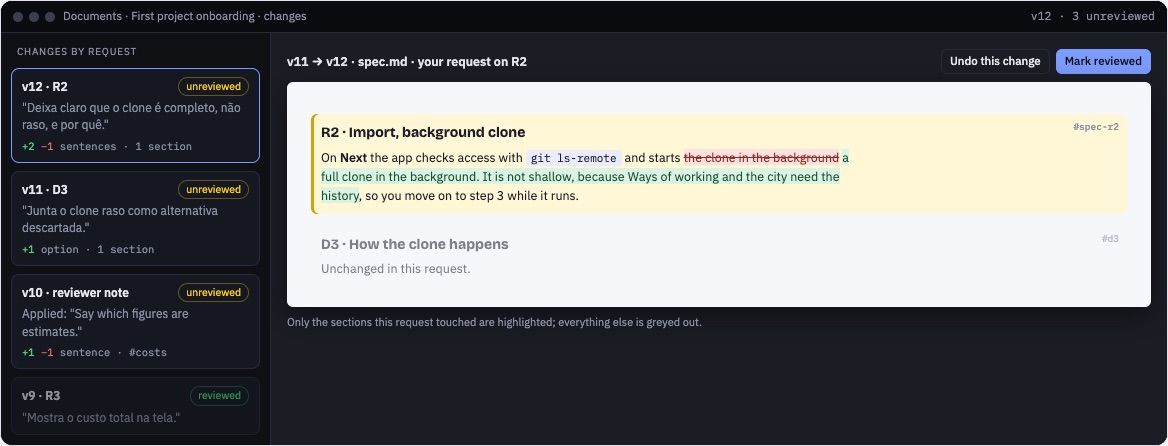 Documents · First project onboarding · changes
v12 · 3 unreviewed
CHANGES BY REQUEST
v12 · R2
unreviewed
"Deixa claro que o clone é completo, não
raso, e por quê."
+2 −1 sentences · 1 section
v11 · D3
unreviewed
"Junta o clone raso como alternativa
descartada."
+1 option · 1 section
v10 · reviewer note
unreviewed
Applied: "Say which figures are
estimates."
+1 −1 sentence · #costs
v9 · R3
reviewed
"Mostra o custo total na tela."
v11 → v12 · spec.md · your request on R2
Undo this change
Mark reviewed
R2 · Import, background clone
#spec-r2
On Next the app checks access with git ls-remote and starts the clone in the background a
full clone in the background. It is not shallow, because Ways of working and the city need the
history, so you move on to step 3 while it runs.
D3 · How the clone happens
#d3
Unchanged in this request.
Only the sections this request touched are highlighted; everything else is greyed out.